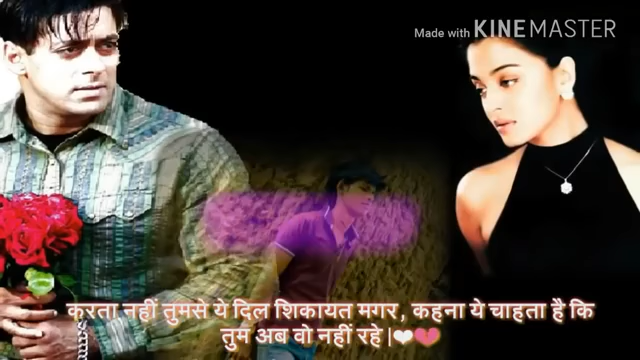 Made with KINEMASTER
करता नहीं तुमसे ये दिल शिकायत मगर, कहना ये चाहता है कि
तुम अब वो नहीं रहे |❤💔